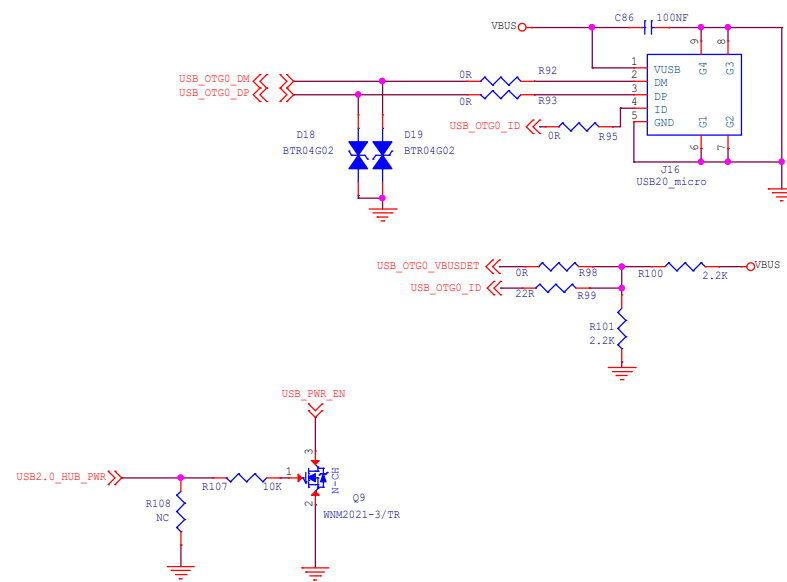 C86 100NF
VBUS
9 8
1 VUSB G4 G3
USB_OTG0_DM 0R R92 2 DM
USB_OTG0_DP 0R R93 3 DP
4 ID
USB_OTG0_ID 0R R95 5 GND G1 G2
D18 D19
BTR04G02 BTR04G02
6 7
J16
USB20_micro
USB_OTG0_VBUSDET 0R R98 R100 2.2K VBUS
USB_OTG0_ID 22R R99
R101
2.2K
USB_PWR_EN
3
USB2.0_HUB_PWR R107 10K 1 N-CH
R108
NC
2 Q9
WNM2021-3/TR